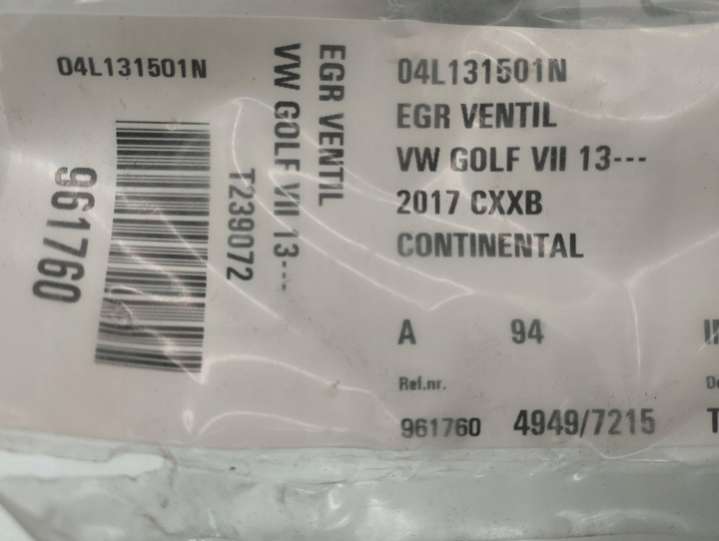 04L131501N
961760
T239072
VW GOLF VII 13---
EGR VENTIL
04L131501N
EGR VENTIL
VW GOLF VII 13---
2017 CXXB
CONTINENTAL
A 94
Ref.nr.
961760 4949/7215 T